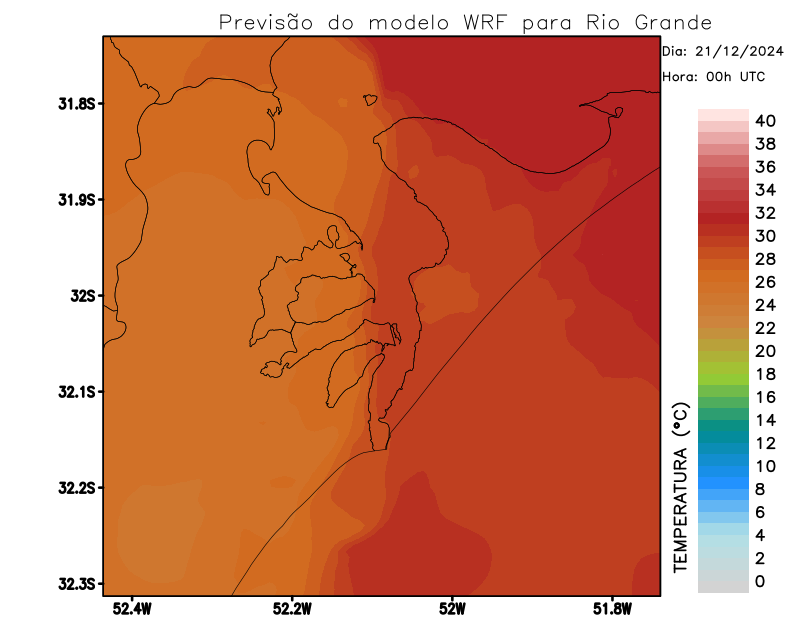 Previsão do modelo WRF para Rio Grande
Dia: 21/12/2024
Hora: 00h UTC
31.8S
31.9S
32S
32.1S
32.2S
32.3S
52.4W
52.2W
52W
51.8W
TEMPERATURA (°C)
40
38
36
34
32
30
28
26
24
22
20
18
16
14
12
10
8
6
4
2
0